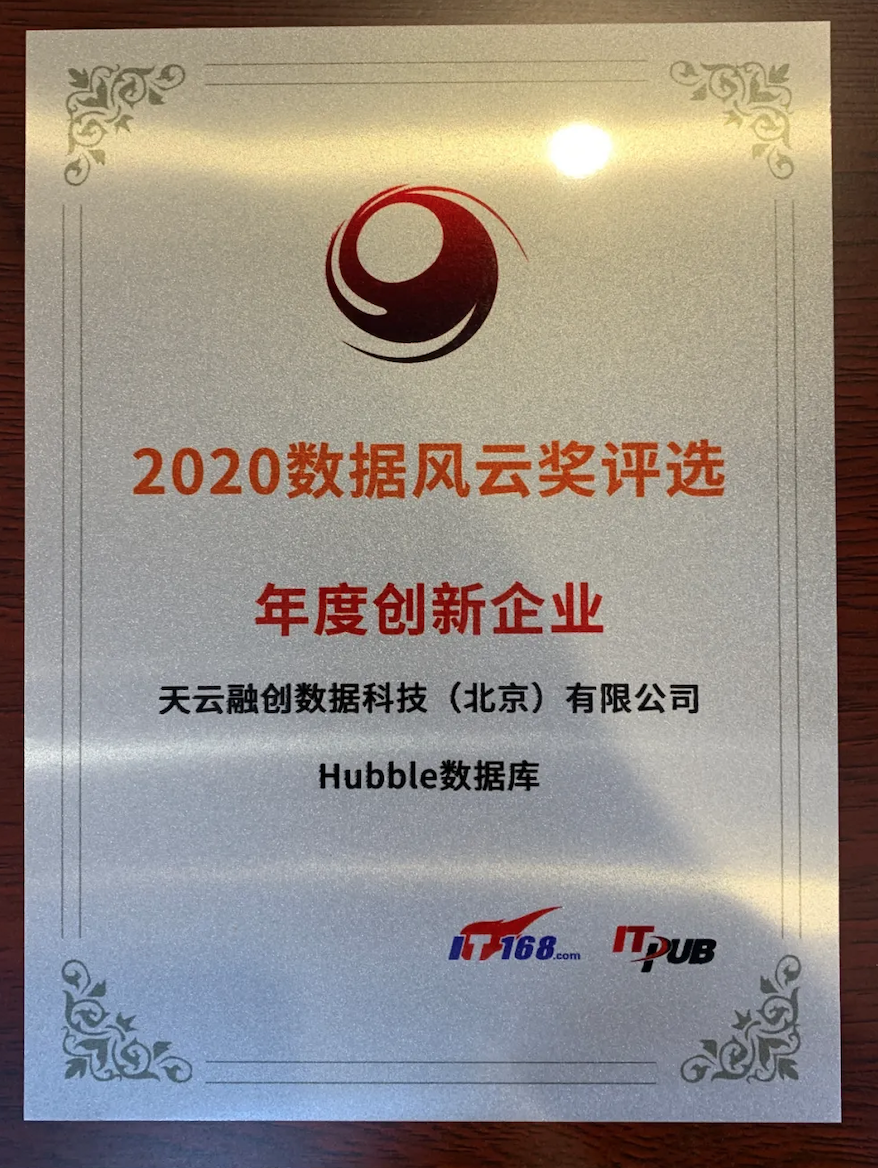 2020数据风云奖评选
年度创新企业
天云融创数据科技（北京）有限公司
Hubble数据库
IT168.com ITPUB